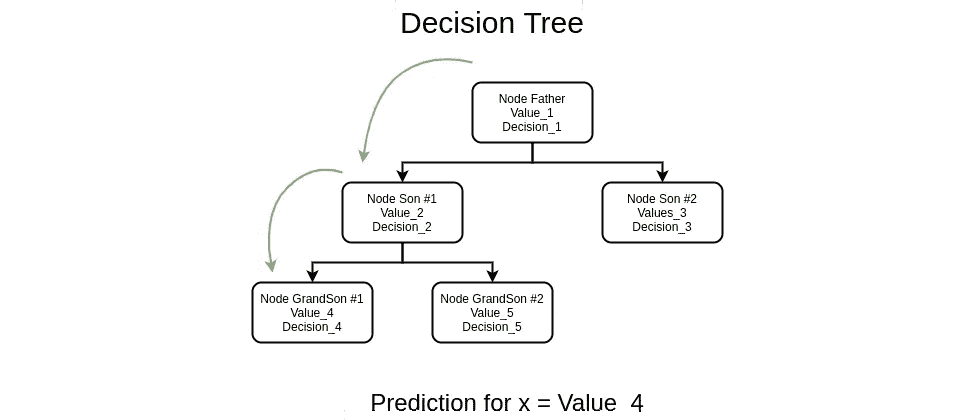 Decision Tree
Node Father
Value_1
Decision_1
Node Son #1
Value_2
Decision_2
Node Son #2
Values_3
Decision_3
Node GrandSon #1
Value_4
Decision_4
Node GrandSon #2
Value_5
Decision_5
Prediction for x = Value_4